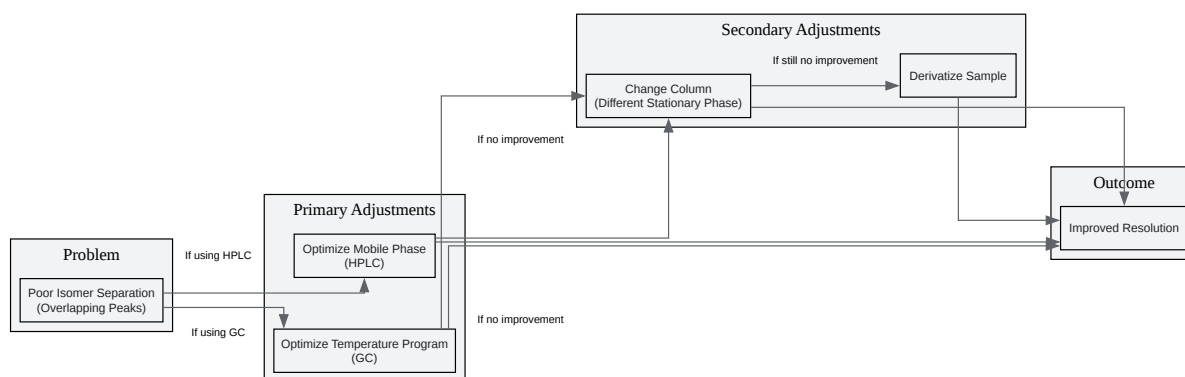 Secondary Adjustments
If still no improvement
Derivatize Sample
Change Column
(Different Stationary Phase)
If no improvement
Outcome
Improved Resolution
Primary Adjustments
Optimize Mobile Phase
(HPLC)
Problem
If using HPLC
Poor Isomer Separation
(Overlapping Peaks)
If using GC
If no improvement
Optimize Temperature Program
(GC)